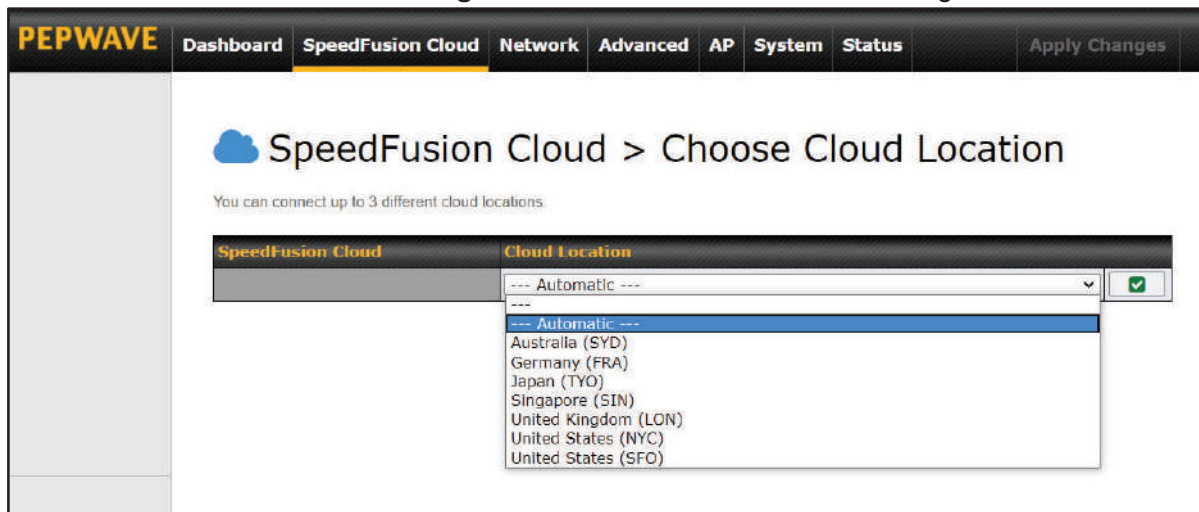 PEPWAVE Dashboard SpeedFusion Cloud Network Advanced AP System Status Apply Changes
SpeedFusion Cloud > Choose Cloud Location
You can connect up to 3 different cloud locations.
SpeedFusion Cloud Cloud Location
--- Automatic ---
---
--- Automatic ---
Australia (SYD)
Germany (FRA)
Japan (TYO)
Singapore (SIN)
United Kingdom (LON)
United States (NYC)
United States (SFO)